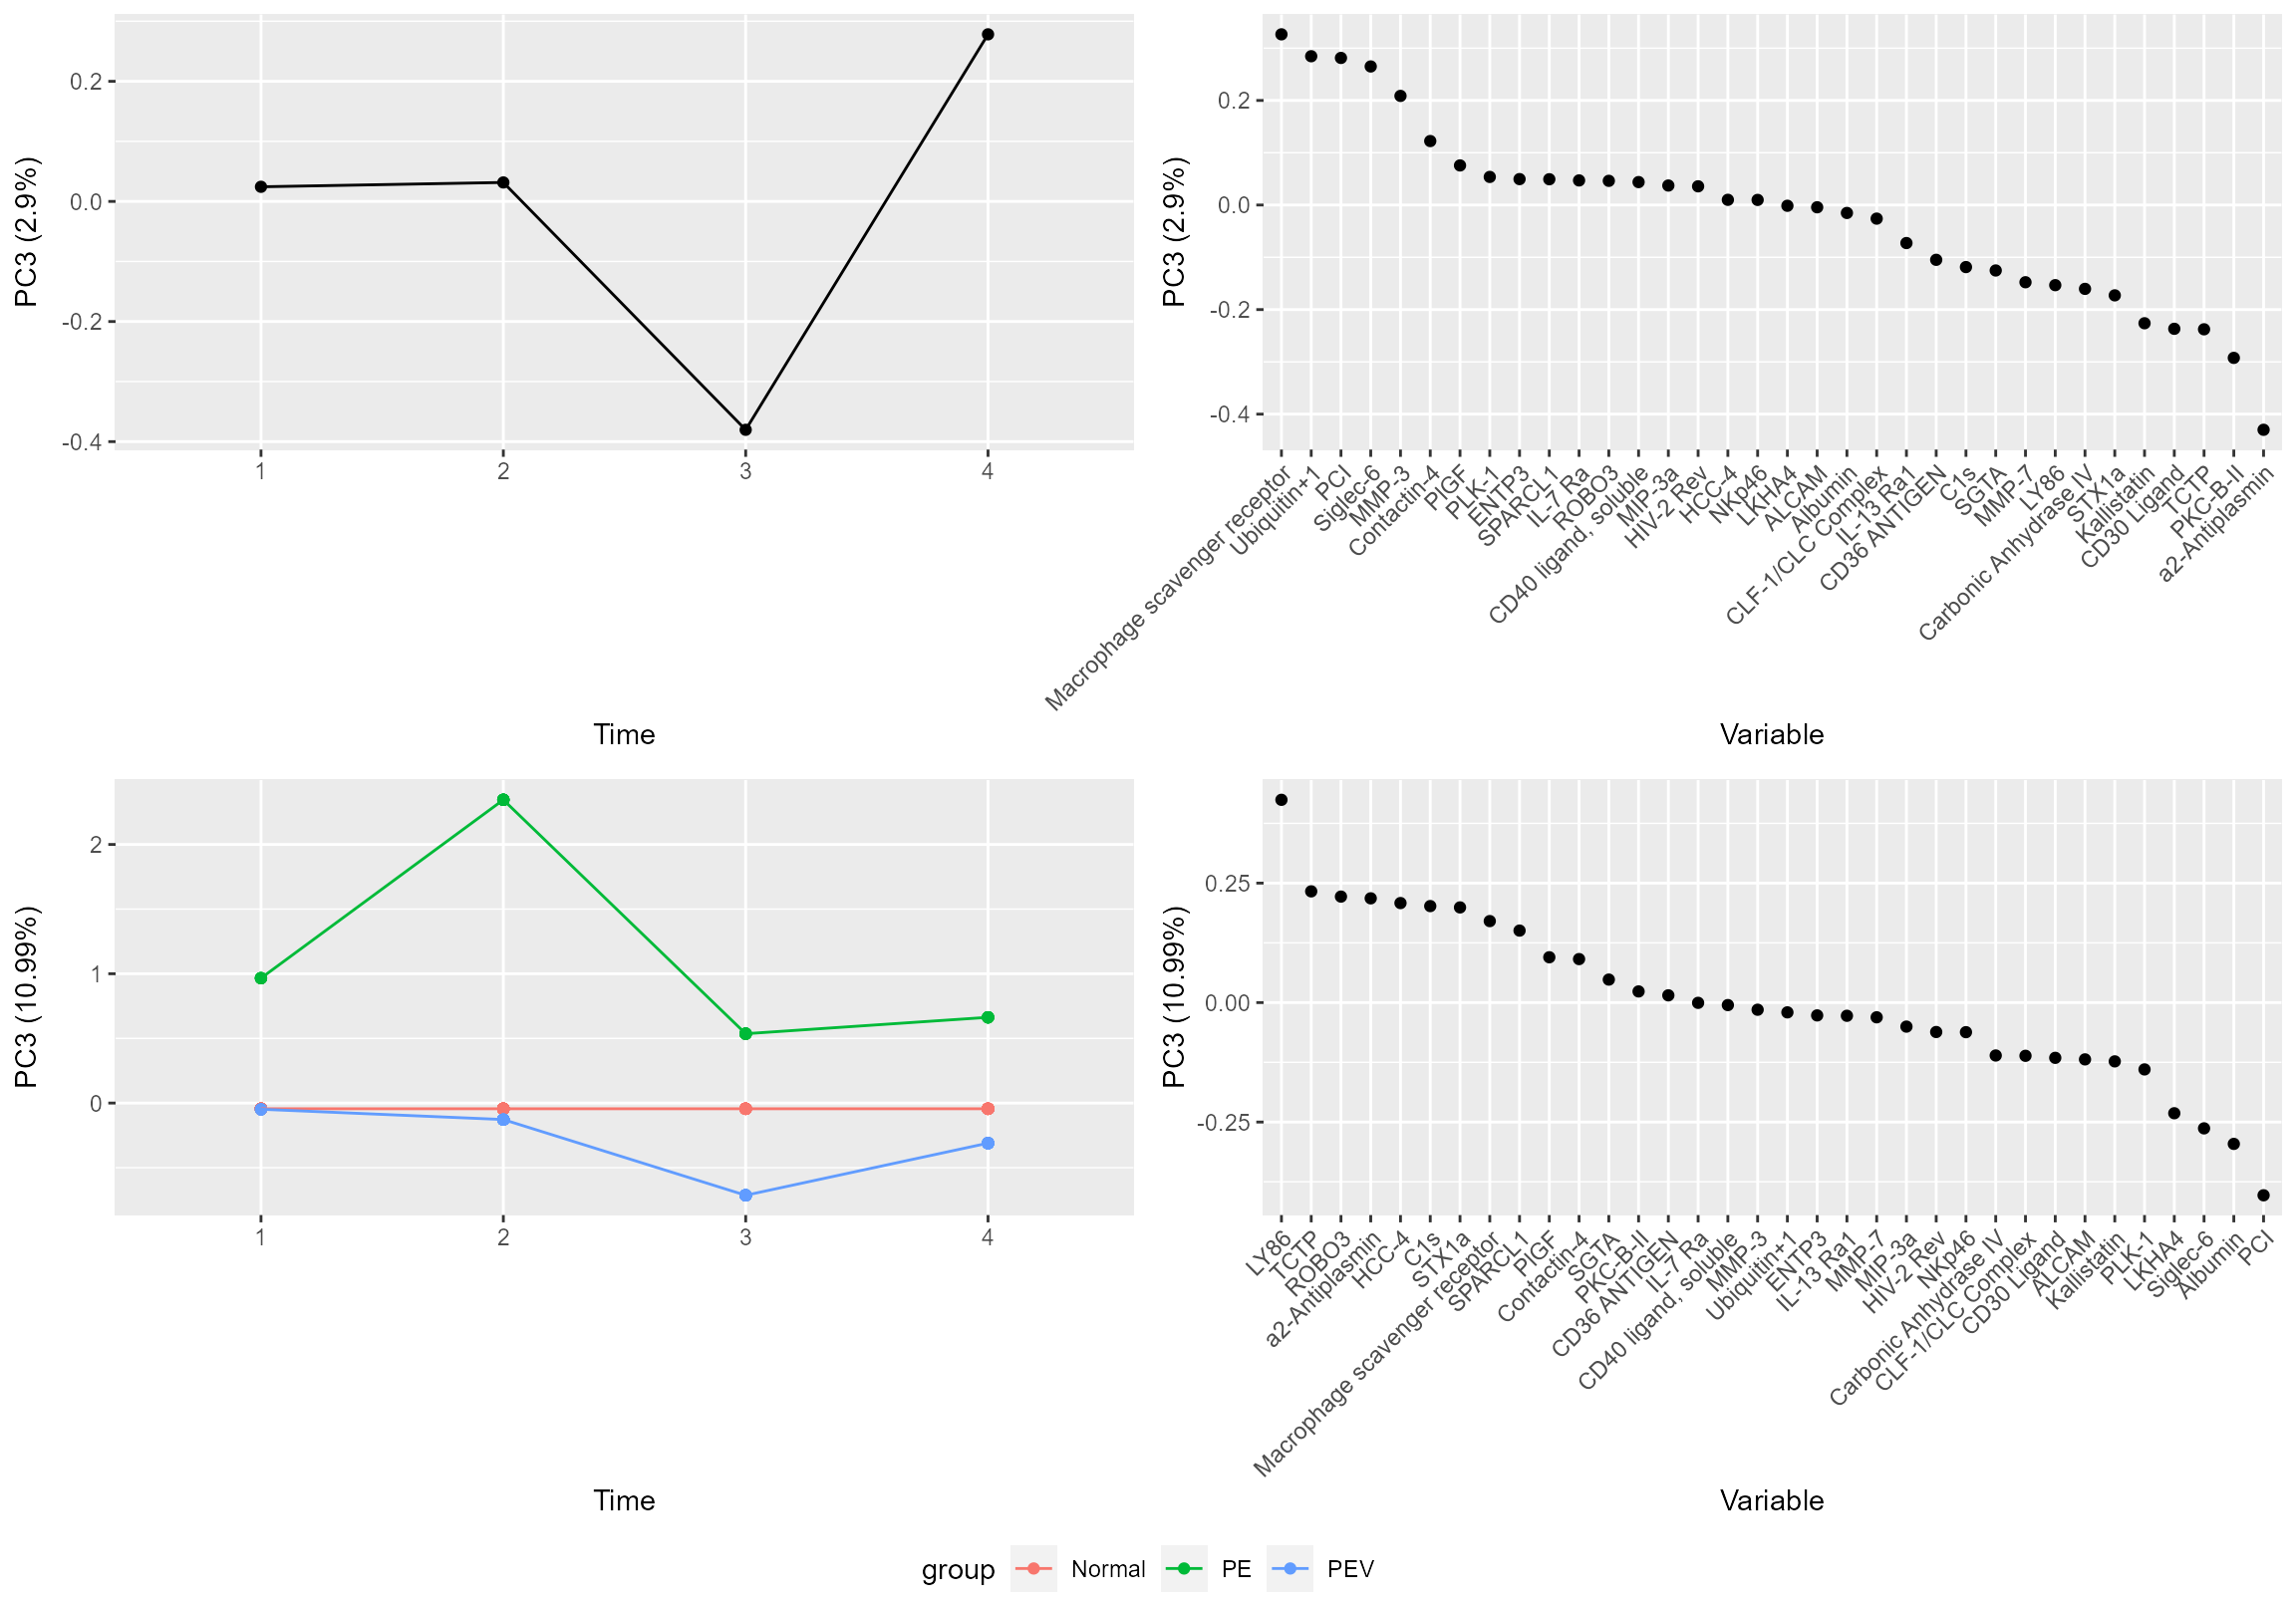 PC3 (2.9%)
0.2
0.0
-0.2
-0.4
1
2
3
4
Time
PC3 (2.9%)
0.2
0.0
-0.2
-0.4
Macrophage scavenger receptor
Ubiquitin+1
PCI
Siglec-6
MMP-3
Contactin-4
PIGF
PLK-1
ENTP3
SPARCL1
IL-7 Ra
ROBO3
CD40 ligand, soluble
MIP-3a
HIV-2 Rev
HCC-4
NKp46
LKHA4
ALCAM
Albumin
CLF-1/CLC Complex
IL-13 Ra1
CD36 ANTIGEN
C1s
SGTA
MMP-7
LY86
Carbonic Anhydrase IV
STX1a
Kallistatin
CD30 Ligand
TCTP
PKC-B-II
a2-Antiplasmin
Variable
PC3 (10.99%)
2
1
0
1
2
3
4
Time
PC3 (10.99%)
0.25
0.00
-0.25
LY86
TCTP
ROBO3
a2-Antiplasmin
HCC-4
C1s
STX1a
Macrophage scavenger receptor
SPARCL1
PIGF
Contactin-4
SGTA
PKC-B-II
CD36 ANTIGEN
IL-7 Ra
CD40 ligand, soluble
MMP-3
Ubiquitin+1
ENTP3
IL-13 Ra1
MMP-7
MIP-3a
HIV-2 Rev
NKp46
Carbonic Anhydrase IV
CLF-1/CLC Complex
CD30 Ligand
ALCAM
Kallistatin
PLK-1
LKHA4
Siglec-6
Albumin
PCI
Variable
group Normal PE PEV